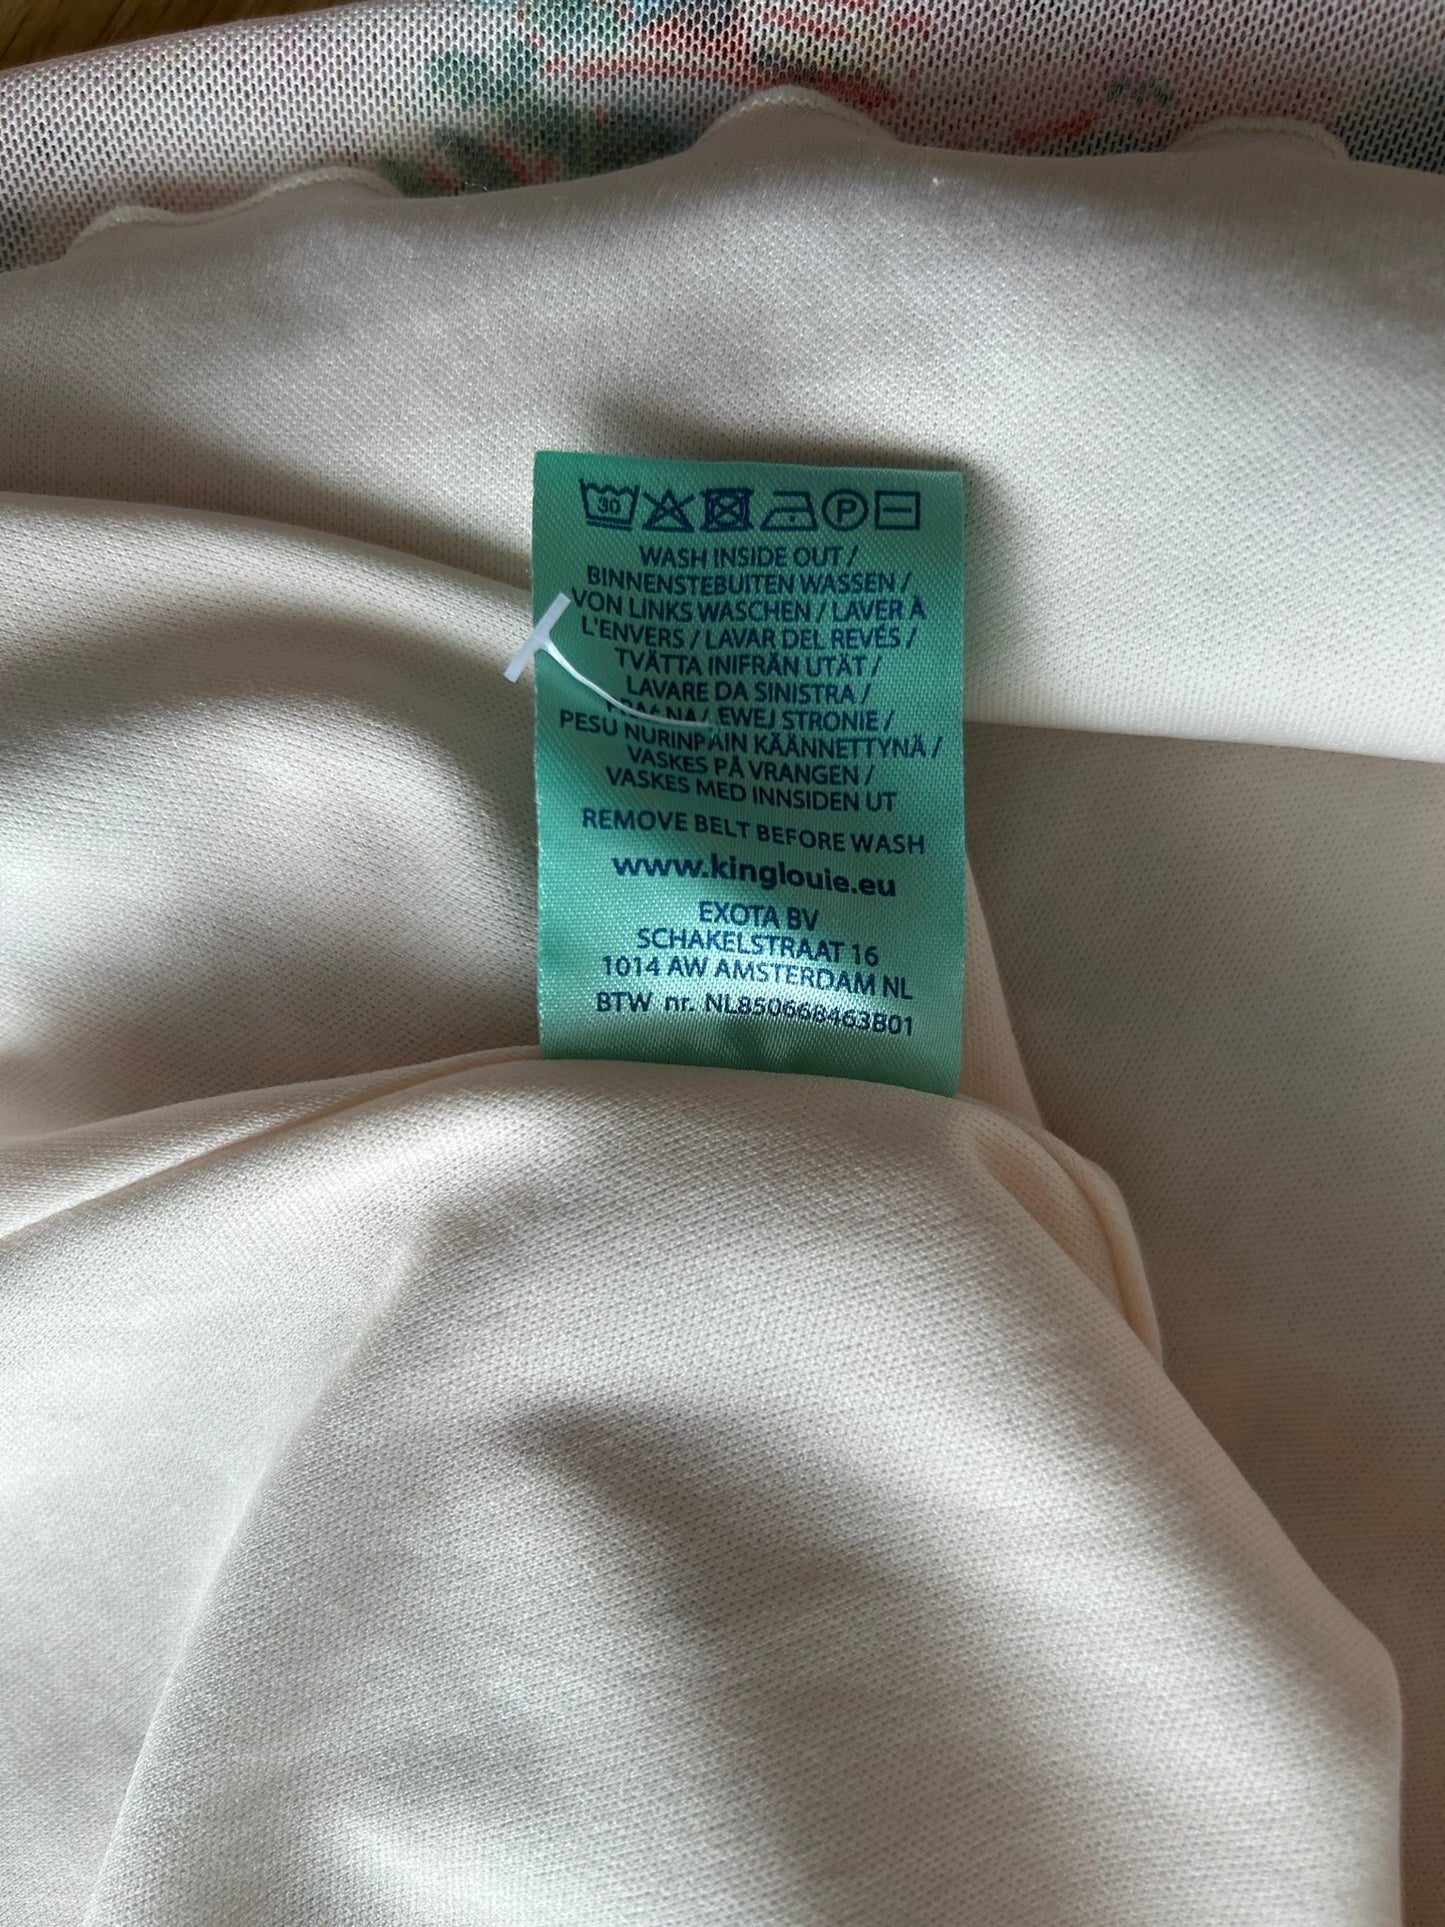 30 P
WASH INSIDE OUT /
BINNENSTEBUITEN WASSEN /
VON LINKS WASCHEN / LAVER À
L'ENVERS / LAVAR DEL REVÉS /
TVÄTTA INIFRÅN UTÅT /
LAVARE DA SINISTRA /
NA STRONIE /
PESU NURINPÄIN KÄÄNNETTYNÄ /
VASKES PÅ VRANGEN /
VASKES MED INNSIDEN UT
REMOVE BELT BEFORE WASH
www.kinglouie.eu
EXOTA BV
SCHAKELSTRAAT 16
1014 AW AMSTERDAM NL
BTW nr. NL850668463B01